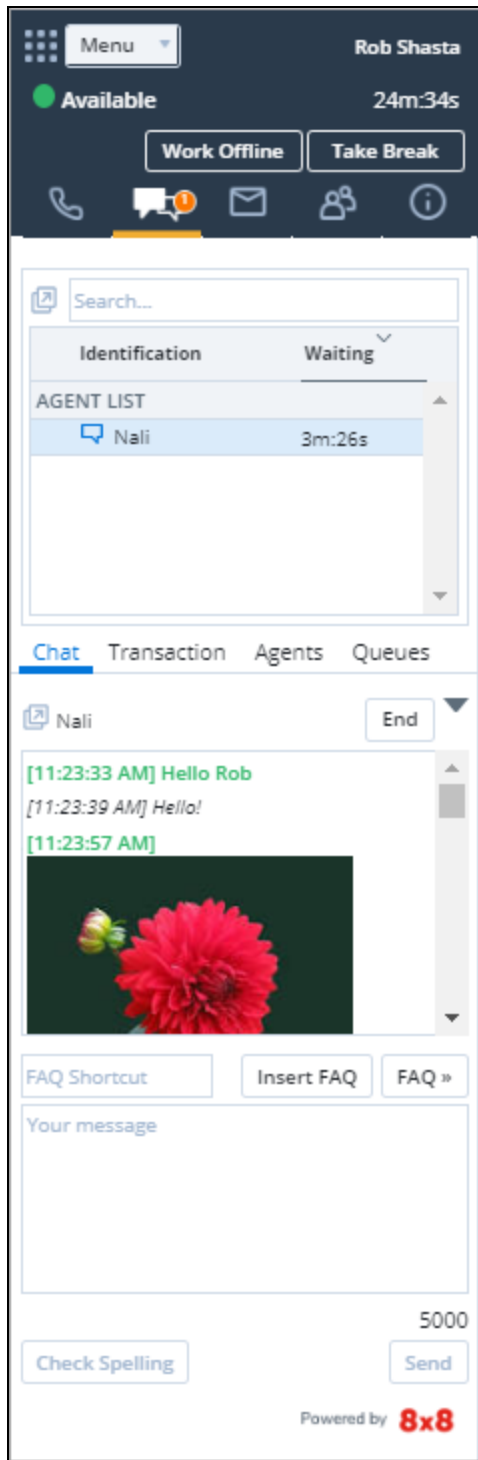 Menu Rob Shasta
Available 24m:34s
Work Offline Take Break
1
Search...
Identification Waiting
AGENT LIST
Nali 3m:26s
Chat Transaction Agents Queues
Nali End
[11:23:33 AM] Hello Rob
[11:23:39 AM] Hello!
[11:23:57 AM]
FAQ Shortcut Insert FAQ FAQ »
Your message
5000
Check Spelling Send
Powered by 8x8